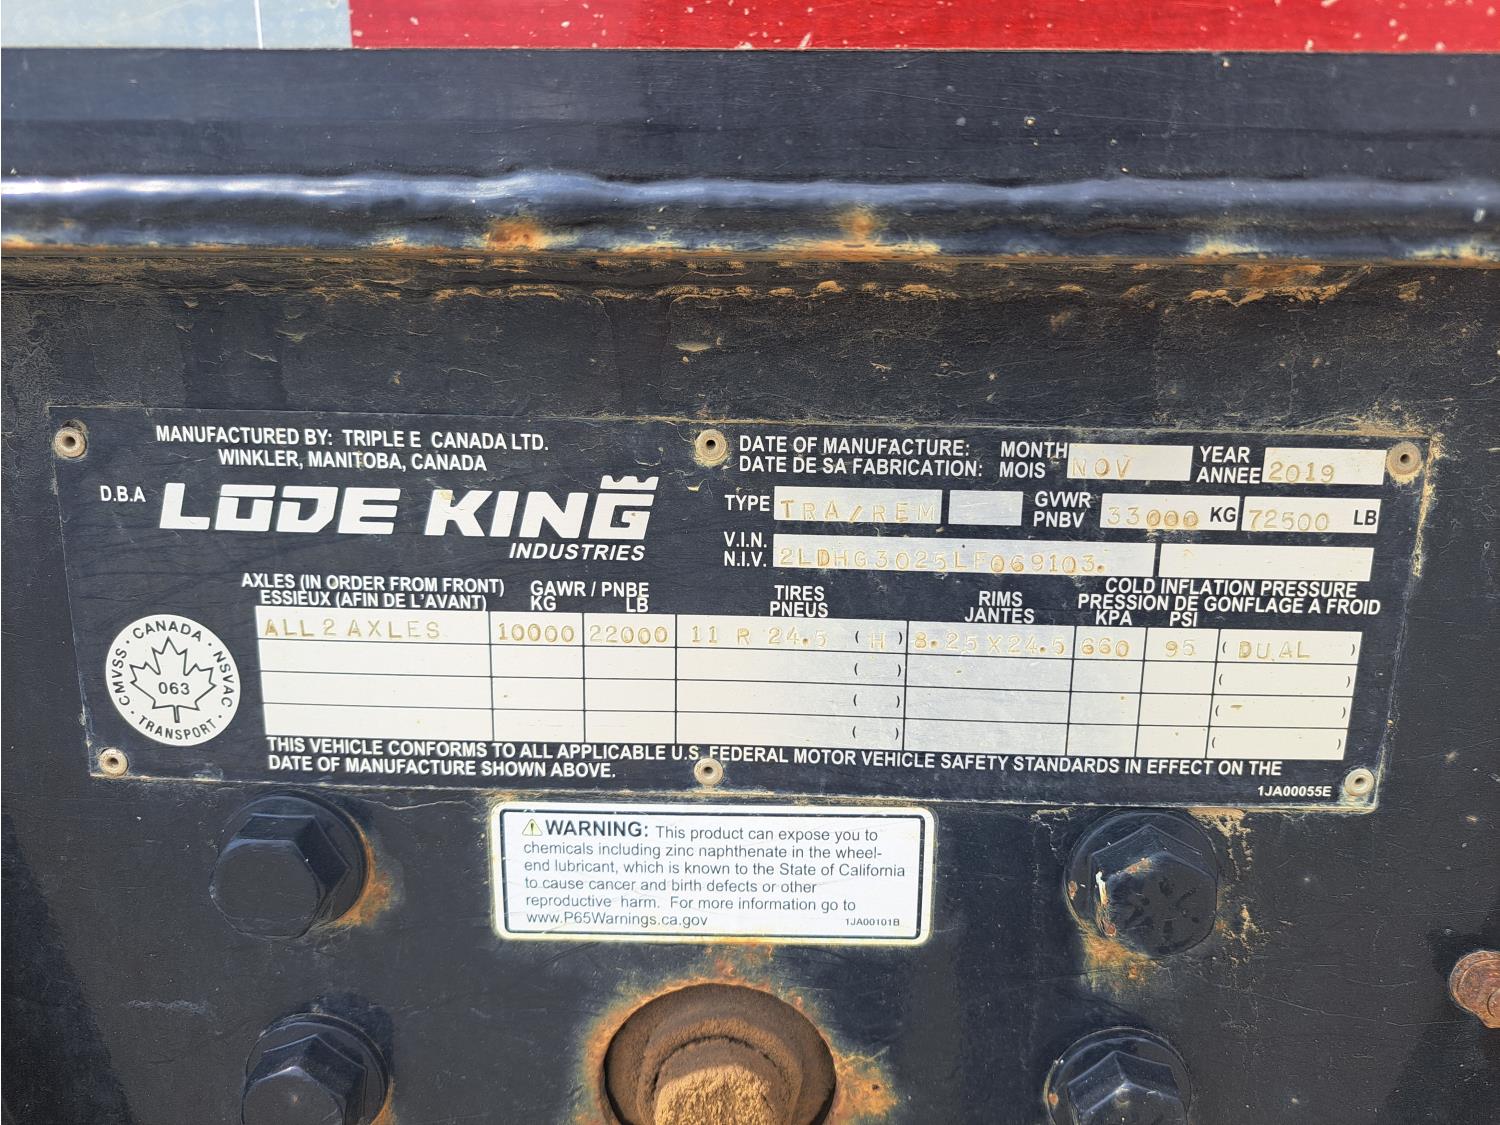 MANUFACTURED BY: TRIPLE E CANADA LTD.
WINKLER, MANITOBA, CANADA
D.B.A LODE KING
INDUSTRIES
DATE OF MANUFACTURE: MONTH NOV YEAR 2019
DATE DE SA FABRICATION: MOIS ANNEE
TYPE TRA/REM GVWR 33000 KG 72500 LB
PNBV
V.I.N. 2LDHG3025LF069103.
N.I.V.
AXLES (IN ORDER FROM FRONT) GAWR / PNBE TIRES RIMS COLD INFLATION PRESSURE
ESSIEUX (AFIN DE L'AVANT) KG LB PNEUS JANTES PRESSION DE GONFLAGE À FROID
KPA PSI
ALL 2 AXLES 10000 22000 11 R 24.5 (H) 8.25X24.5 660 95 ( DUAL )
( ) ( )
( ) ( )
( ) ( )
CANADA
CMVSS 063 NSVAC
TRANSPORT
THIS VEHICLE CONFORMS TO ALL APPLICABLE U.S. FEDERAL MOTOR VEHICLE SAFETY STANDARDS IN EFFECT ON THE
DATE OF MANUFACTURE SHOWN ABOVE.
1JA00055E
WARNING: This product can expose you to
chemicals including zinc naphthenate in the wheel-
end lubricant, which is known to the State of California
to cause cancer and birth defects or other
reproductive harm. For more information go to
www.P65Warnings.ca.gov
1JA00101B